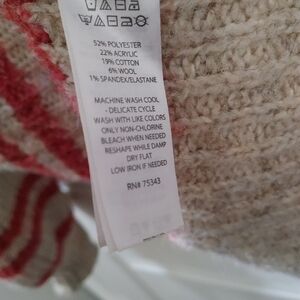 52% POLYESTER
22% ACRYLIC
19% COTTON
6% WOOL
1% SPANDEX/ELASTANE
MACHINE WASH COOL
- DELICATE CYCLE
WASH WITH LIKE COLORS
ONLY NON-CHLORINE
BLEACH WHEN NEEDED
RESHAPE WHILE DAMP
DRY FLAT
LOW IRON IF NEEDED
RN# 75343